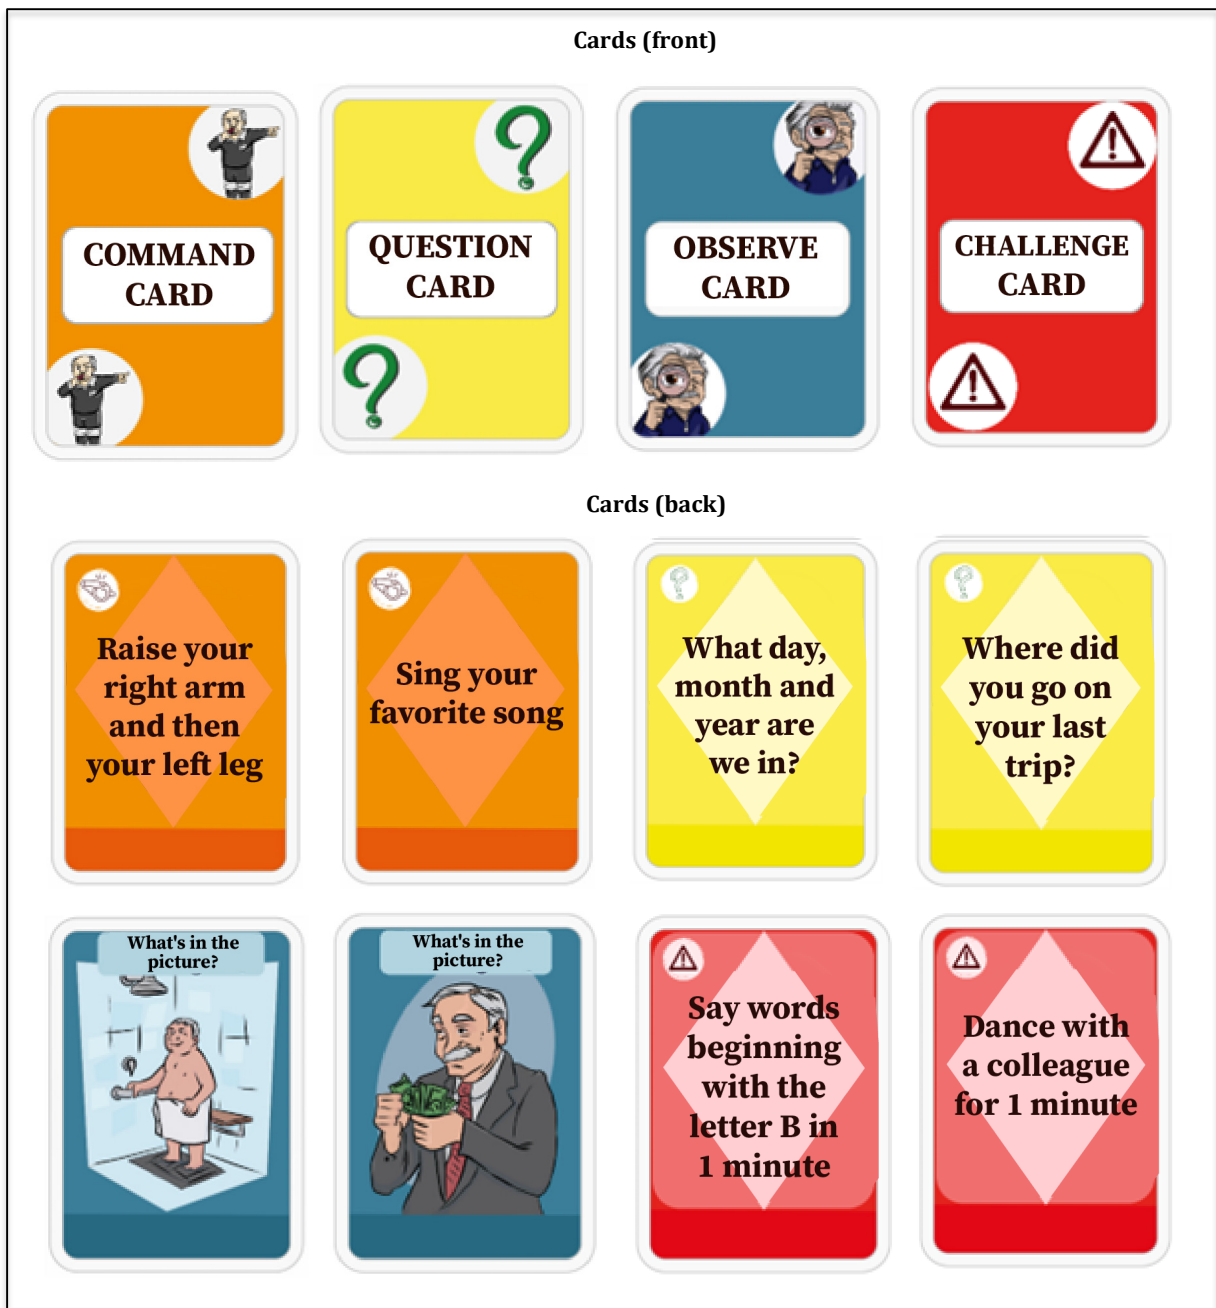 Cards (front)
COMMAND
CARD
QUESTION
CARD
OBSERVE
CARD
CHALLENGE
CARD
Cards (back)
Raise your
right arm
and then
your left leg
Sing your
favorite song
What day,
month and
year are
we in?
Where did
you go on
your last
trip?
What's in the
picture?
What's in the
picture?
Say words
beginning
with the
letter B in
1 minute
Dance with
a colleague
for 1 minute